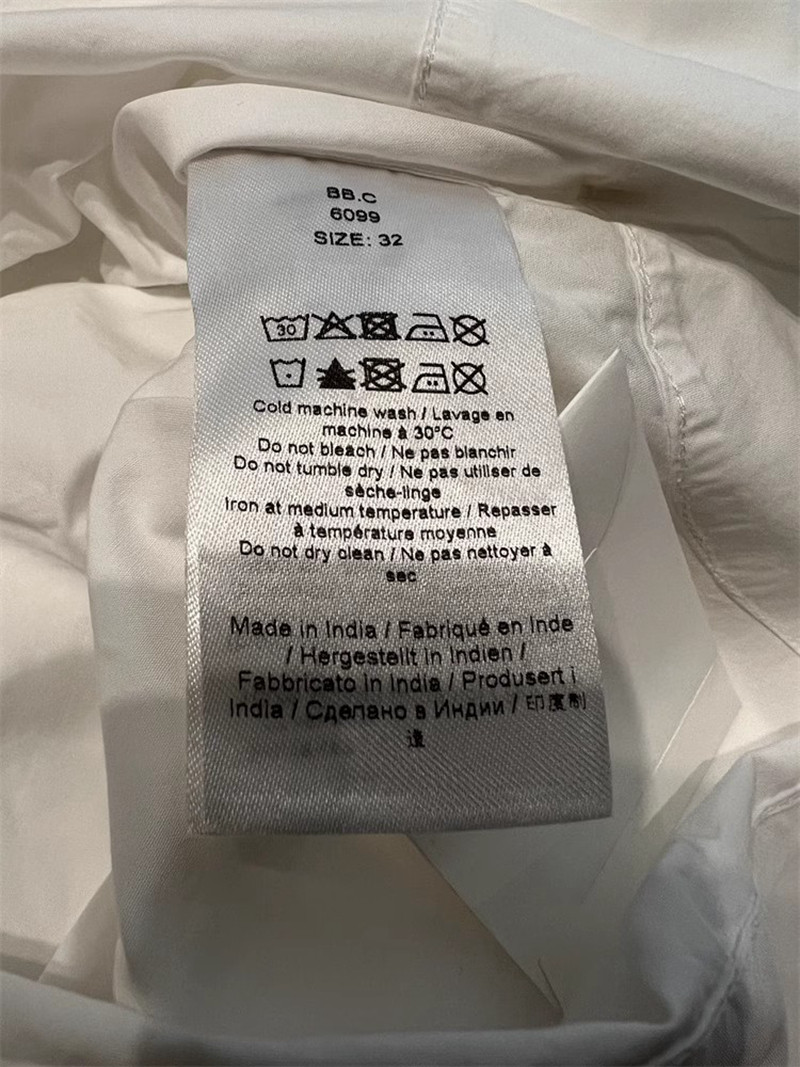 BB.C
6099
SIZE: 32
30
Cold machine wash / Lavage en
machine à 30°C
Do not bleach / Ne pas blanchir
Do not tumble dry / Ne pas utiliser de
sèche-linge
Iron at medium temperature / Repasser
à température moyenne
Do not dry clean / Ne pas nettoyer à
sec
Made in India / Fabriqué en Inde
/ Hergestellt in Indien /
Fabbricato in India / Produsert i
India / Сделано в Индии / 印度制
造